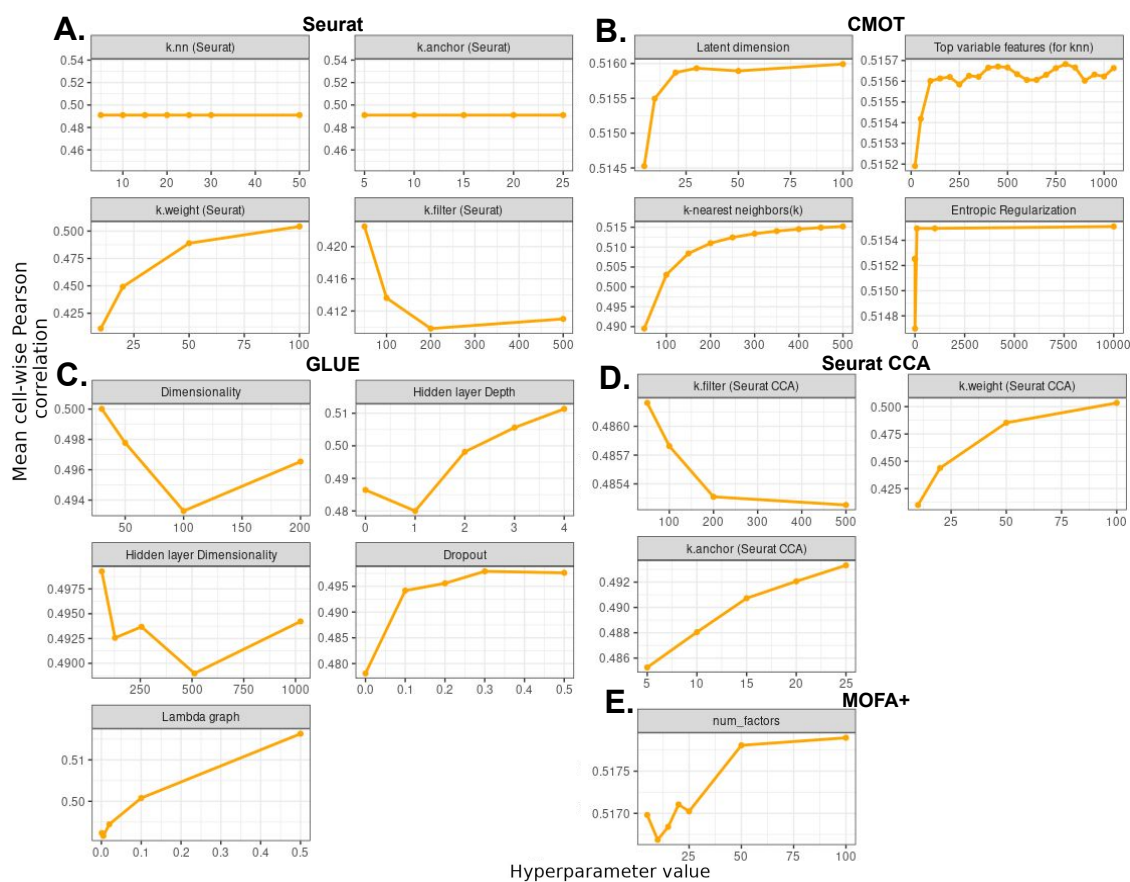 A.
Seurat
k.nn (Seurat)
0.54
0.50
0.48
0.46
10 20 30 40 50
k.anchor (Seurat)
0.54
0.50
0.48
0.46
5 10 15 20 25
k.weight (Seurat)
0.500
0.475
0.450
0.425
25 50 75 100
k.filter (Seurat)
0.420
0.416
0.412
100 200 300 400 500
B.
CMOT
Latent dimension
0.5160
0.5155
0.5150
0.5145
25 50 75 100
Top variable features (for knn)
0.5157
0.5156
0.5155
0.5154
0.5153
0.5152
0 250 500 750 1000
k-nearest neighbors(k)
0.515
0.510
0.505
0.500
0.495
0.490
100 200 300 400 500
Entropic Regularization
0.5154
0.5152
0.5150
0.5148
0 2500 5000 7500 10000
Mean cell-wise Pearson
correlation
C.
GLUE
Dimensionality
0.500
0.498
0.496
0.494
50 100 150 200
Hidden layer Depth
0.51
0.50
0.49
0.48
0 1 2 3 4
Hidden layer Dimensionality
0.4975
0.4950
0.4925
0.4900
250 500 750 1000
Dropout
0.495
0.490
0.485
0.480
0.0 0.1 0.2 0.3 0.4 0.5
Lambda graph
0.51
0.50
0.0 0.1 0.2 0.3 0.4 0.5
D.
Seurat CCA
k.filter (Seurat CCA)
0.4860
0.4857
0.4854
100 200 300 400 500
k.weight (Seurat CCA)
0.500
0.475
0.450
0.425
25 50 75 100
k.anchor (Seurat CCA)
0.492
0.490
0.488
0.486
5 10 15 20 25
E.
MOFA+
num_factors
0.5175
0.5170
25 50 75 100
Hyperparameter value